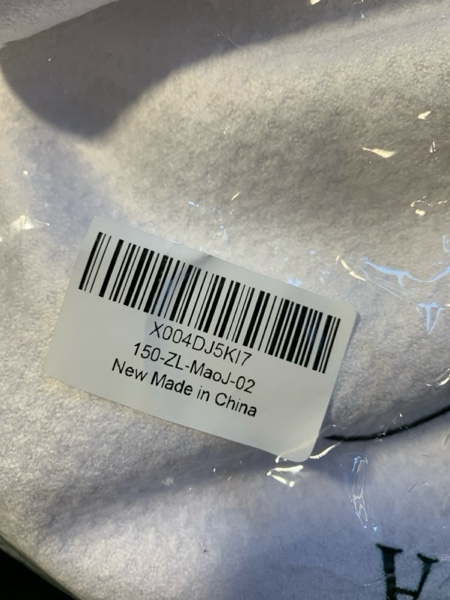 X004DJ5KI7
150-ZL-MaoJ-02
New Made in China
A